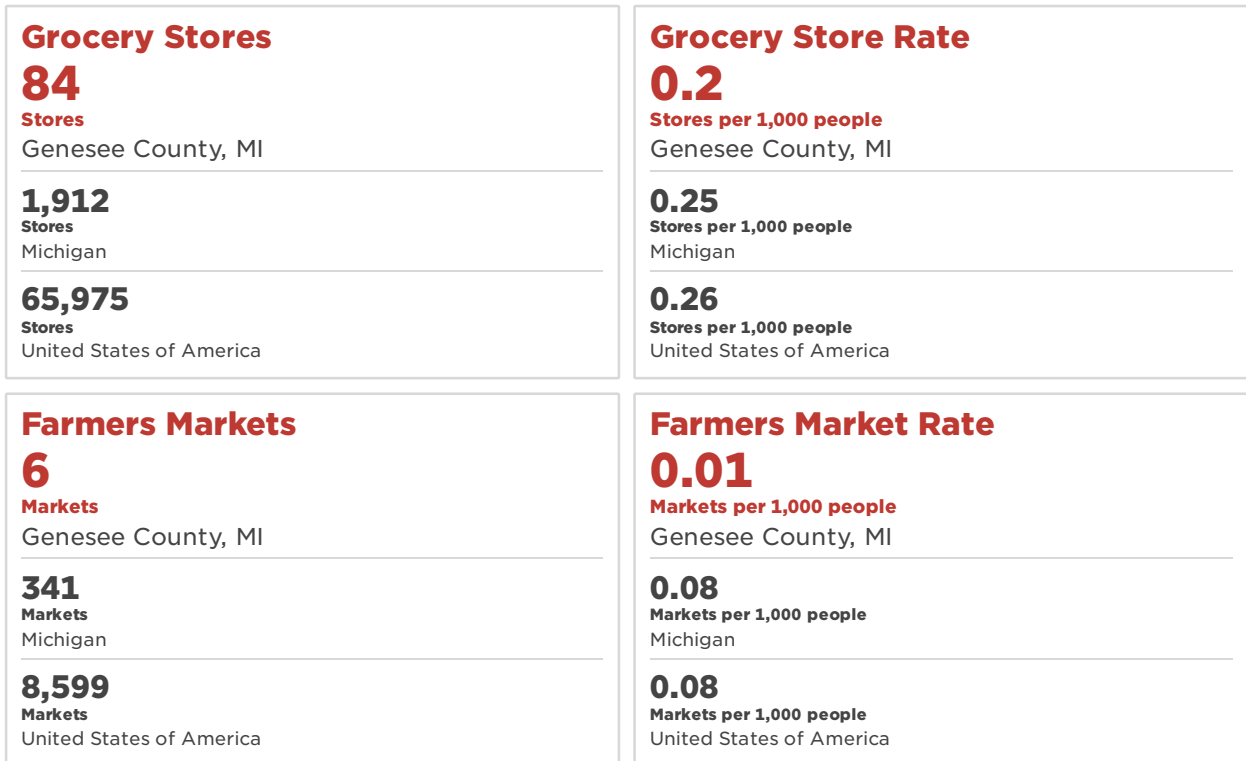 Grocery Stores
84
Stores
Genesee County, MI
1,912
Stores
Michigan
65,975
Stores
United States of America
Grocery Store Rate
0.2
Stores per 1,000 people
Genesee County, MI
0.25
Stores per 1,000 people
Michigan
0.26
Stores per 1,000 people
United States of America
Farmers Markets
6
Markets
Genesee County, MI
341
Markets
Michigan
8,599
Markets
United States of America
Farmers Market Rate
0.01
Markets per 1,000 people
Genesee County, MI
0.08
Markets per 1,000 people
Michigan
0.08
Markets per 1,000 people
United States of America